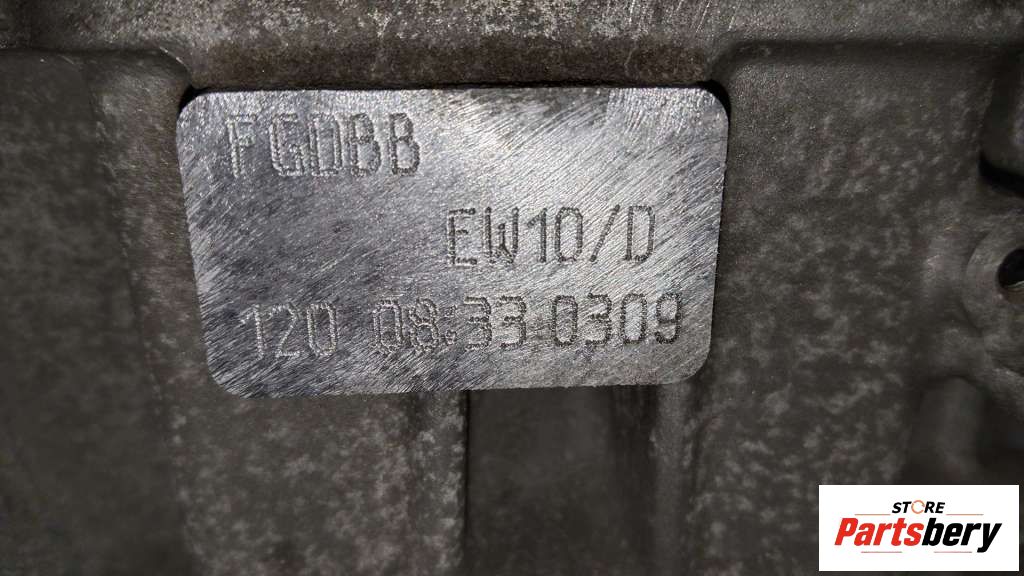 FGDBB
EW10/D
120 08:33 0309
STORE
Partsbery